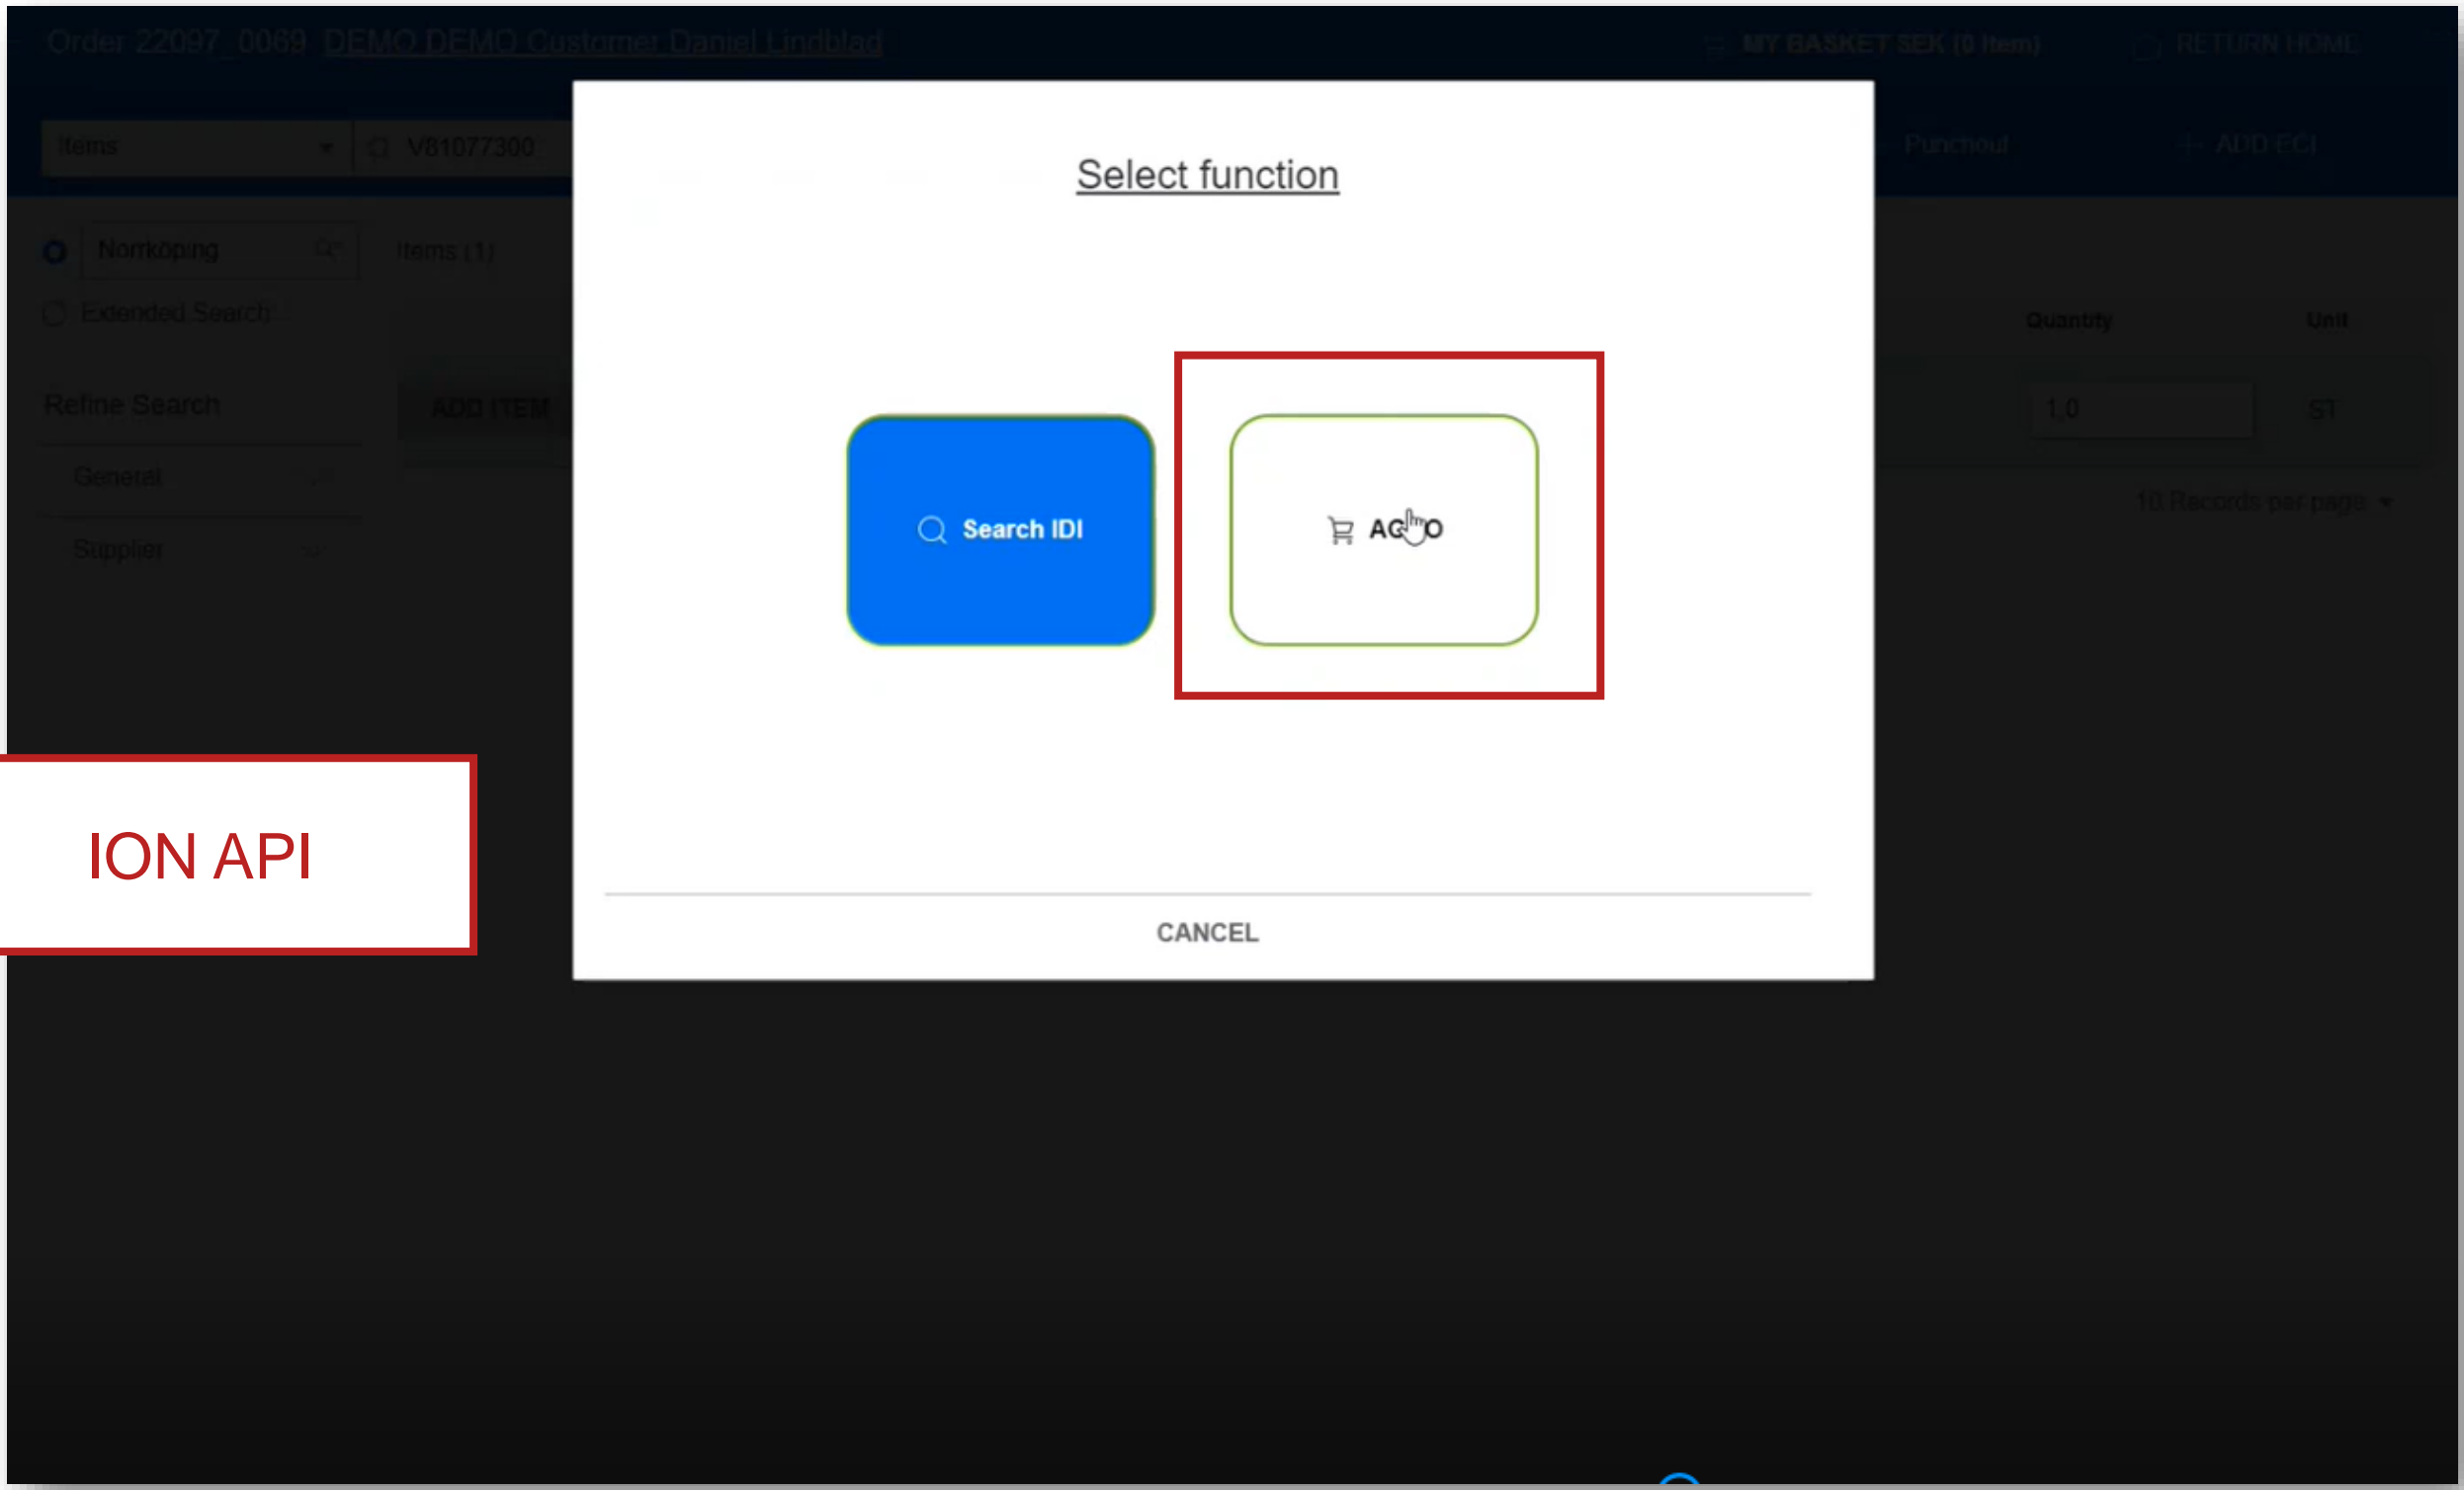 Order 22097_0069 DEMO DEMO Customer Daniel Lindblad
MY BASKET SEK (0 Item)
RETURN HOME
Items
V81077300
Punchout
ADD ECI
Select function
Norrköping
Items (1)
Extended Search
Quantity
Unit
Refine Search
ADD ITEM
1,0
ST
General
10 Records per page
Supplier
Search IDI
ION API
CANCEL